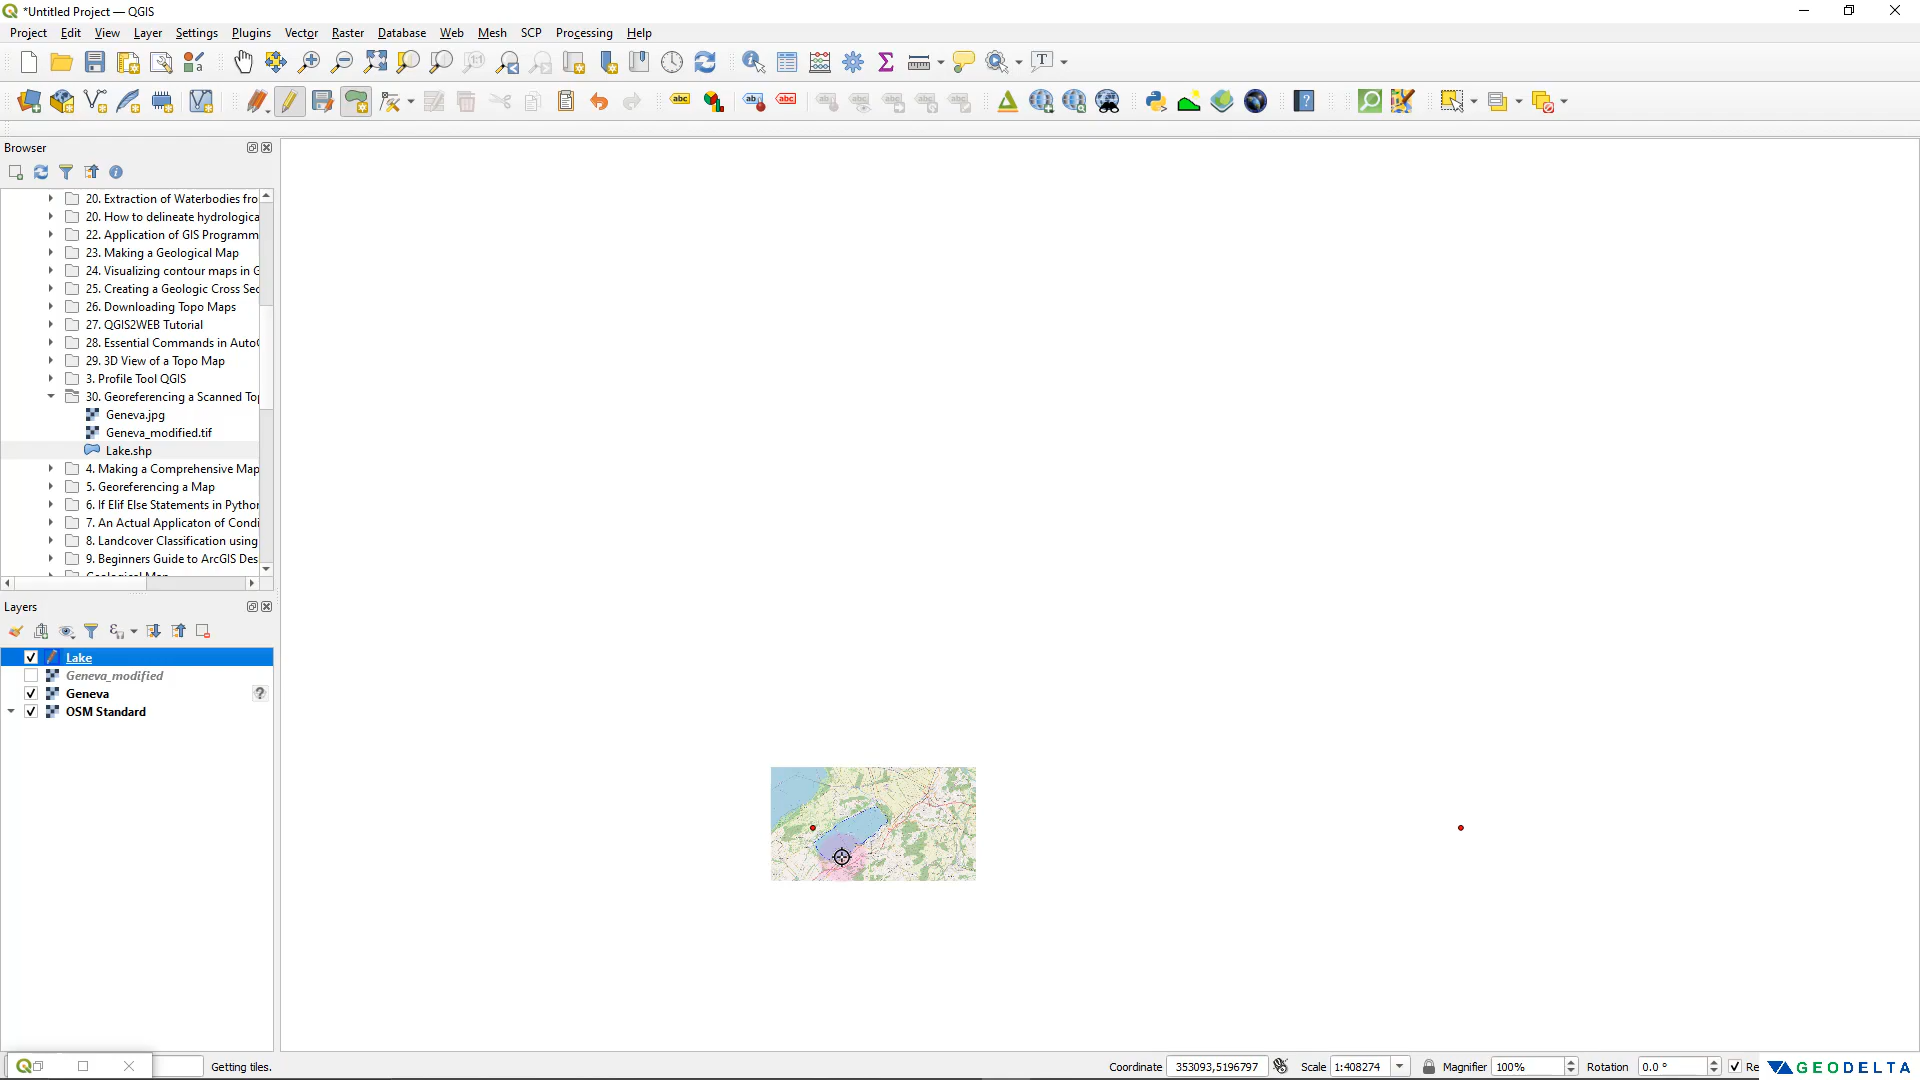 *Untitled Project — QGIS
Project Edit View Layer Settings Plugins Vector Raster Database Web Mesh SCP Processing Help
Browser
20. Extraction of Waterbodies fro
20. How to delineate hydrologica
22. Application of GIS Programm
23. Making a Geological Map
24. Visualizing contour maps in G
25. Creating a Geologic Cross Sec
26. Downloading Topo Maps
27. QGIS2WEB Tutorial
28. Essential Commands in AutoC
29. 3D View of a Topo Map
3. Profile Tool QGIS
30. Georeferencing a Scanned Top
Geneva.jpg
Geneva_modified.tif
Lake.shp
4. Making a Comprehensive Map
5. Georeferencing a Map
6. If Elif Else Statements in Python
7. An Actual Applicaton of Condi
8. Landcover Classification using
9. Beginners Guide to ArcGIS Des
Geological Map
Layers
Lake
Geneva_modified
Geneva
OSM Standard
Getting tiles.
Coordinate 353093,5196797 Scale 1:408274 Magnifier 100% Rotation 0.0 ° Re
GEODELTA